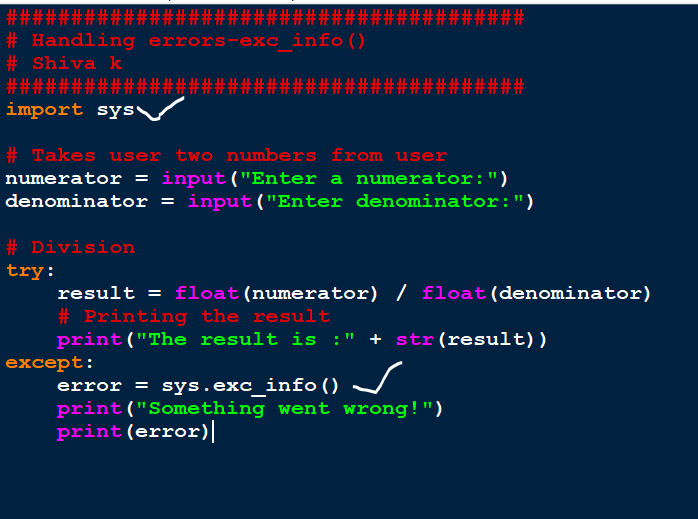 ########################################
# Handling errors-exc_info()
# Shiva k
########################################
import sys

# Takes user two numbers from user
numerator = input("Enter a numerator:")
denominator = input("Enter denominator:")

# Division
try:
    result = float(numerator) / float(denominator)
    # Printing the result
    print("The result is :" + str(result))
except:
    error = sys.exc_info()
    print("Something went wrong!")
    print(error)